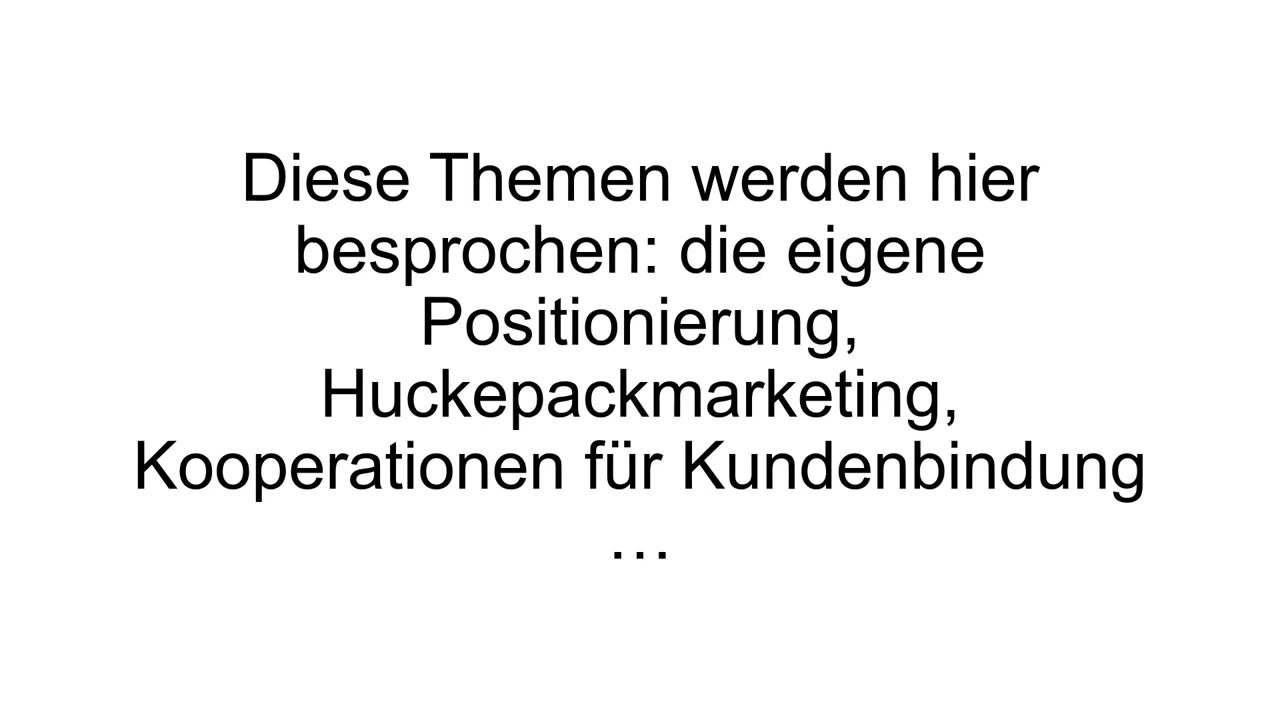 Diese Themen werden hier
besprochen: die eigene
Positionierung,
Huckepackmarketing,
Kooperationen für Kundenbindung
…